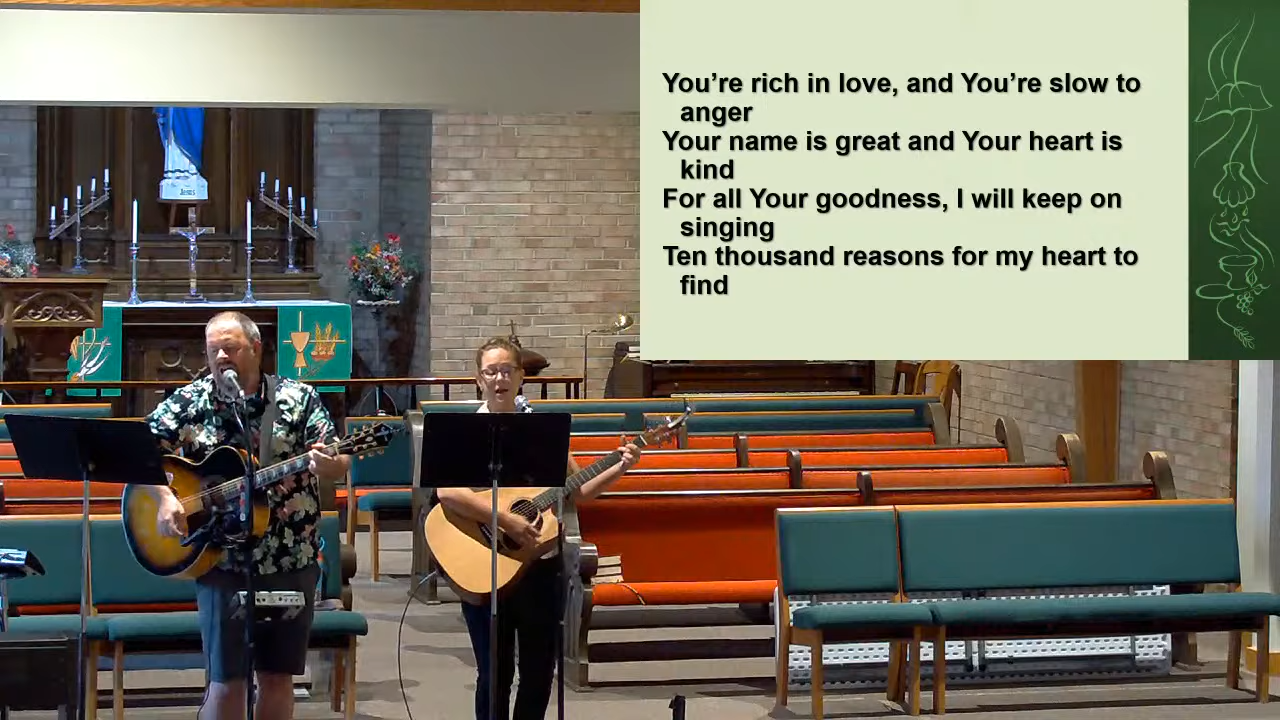 You're rich in love, and You're slow to
anger
Your name is great and Your heart is
kind
For all Your goodness, I will keep on
singing
Ten thousand reasons for my heart to
find